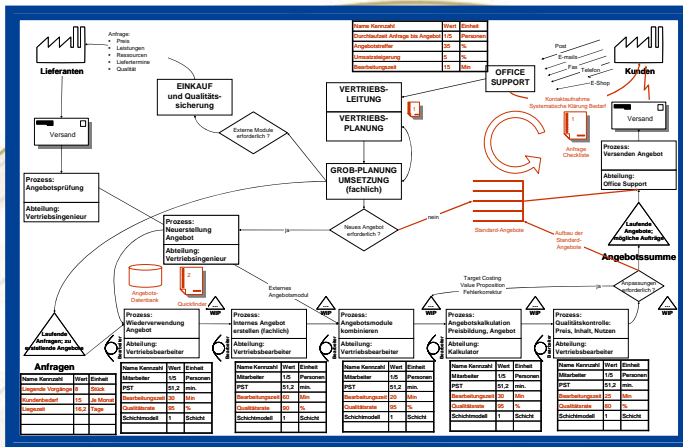 Anfrage:
• Preis
• Leistungen
• Ressourcen
• Liefertermine
• Qualität
Lieferanten
Name Kennzahl Wert Einheit
Durchlaufzeit Anfrage bis Angebot 1/5 Personen
Angebotstreffer 35 %
Umsatzsteigerung 5 %
Bearbeitungszeit 15 Min
Post
E-mails
Fax
Telefon
E-Shop
Kunden
OFFICE
SUPPORT
EINKAUF
und Qualitäts-
sicherung
VERTRIEBS-
LEITUNG
VERTRIEBS-
PLANUNG
1
Kontaktaufnahme
Systematische Klärung Bedarf
1
Anfrage
Checkliste
Versand
Versand
Externe Module
erforderlich ?
GROB-PLANUNG
UMSETZUNG
(fachlich)
Prozess:
Angebotsprüfung
Abteilung:
Vertriebsingenieur
Prozess:
Versenden Angebot
Abteilung:
Office Support
Prozess:
Neuerstellung
Angebot
Abteilung:
Vertriebsingenieur
ja
Neues Angebot
erforderlich ?
nein
Standard-Angebote
Aufbau der
Standard-
Angebote
Laufende
Angebote;
mögliche Aufträge
Angebotssumme
Angebots-
Datenbank
2
Quickfinder
Externes
Angebotsmodul
Target Costing
Value Proposition
Fehlerkorrektur
ja
Anpassungen
erforderlich ?
...
WIP
...
WIP
...
WIP
...
WIP
...
WIP
Laufende
Anfragen; zu
erstellende Angebote
Anfragen
Prozess:
Wiederverwendung
Angebot
Abteilung:
Vertriebsbearbeiter
Prozess:
Internes Angebot
erstellen (fachlich)
Abteilung:
Vertriebsbearbeiter
Prozess:
Angebotsmodule
kombinieren
Abteilung:
Vertriebsbearbeiter
Prozess:
Angebotskalkulation
Preisbildung, Angebot
Abteilung:
Kalkulator
Prozess:
Qualitätskontrolle:
Preis, Inhalt, Nutzen
Abteilung:
Vertriebsbearbeiter
Name Kennzahl Wert Einheit
Liegende Vorgänge 8 Stück
Kundenbedarf 15 Je Monat
Liegezeit 16,2 Tage
Name Kennzahl Wert Einheit
Mitarbeiter 1/5 Personen
PST 51,2 min.
Bearbeitungszeit 30 Min
Qualitätsrate 95 %
Schichtmodell 1 Schicht
Name Kennzahl Wert Einheit
Mitarbeiter 1/5 Personen
PST 51,2 min.
Bearbeitungszeit 60 Min
Qualitätsrate 90 %
Schichtmodell 1 Schicht
Name Kennzahl Wert Einheit
Mitarbeiter 1/5 Personen
PST 51,2 min.
Bearbeitungszeit 20 Min
Qualitätsrate 95 %
Schichtmodell 1 Schicht
Name Kennzahl Wert Einheit
Mitarbeiter 1/5 Personen
PST 51,2 min.
Bearbeitungszeit 30 Min
Qualitätsrate 95 %
Schichtmodell 1 Schicht
Name Kennzahl Wert Einheit
Mitarbeiter 1/5 Personen
PST 51,2 min.
Bearbeitungszeit 25 Min
Qualitätsrate 80 %
Schichtmodell 1 Schicht